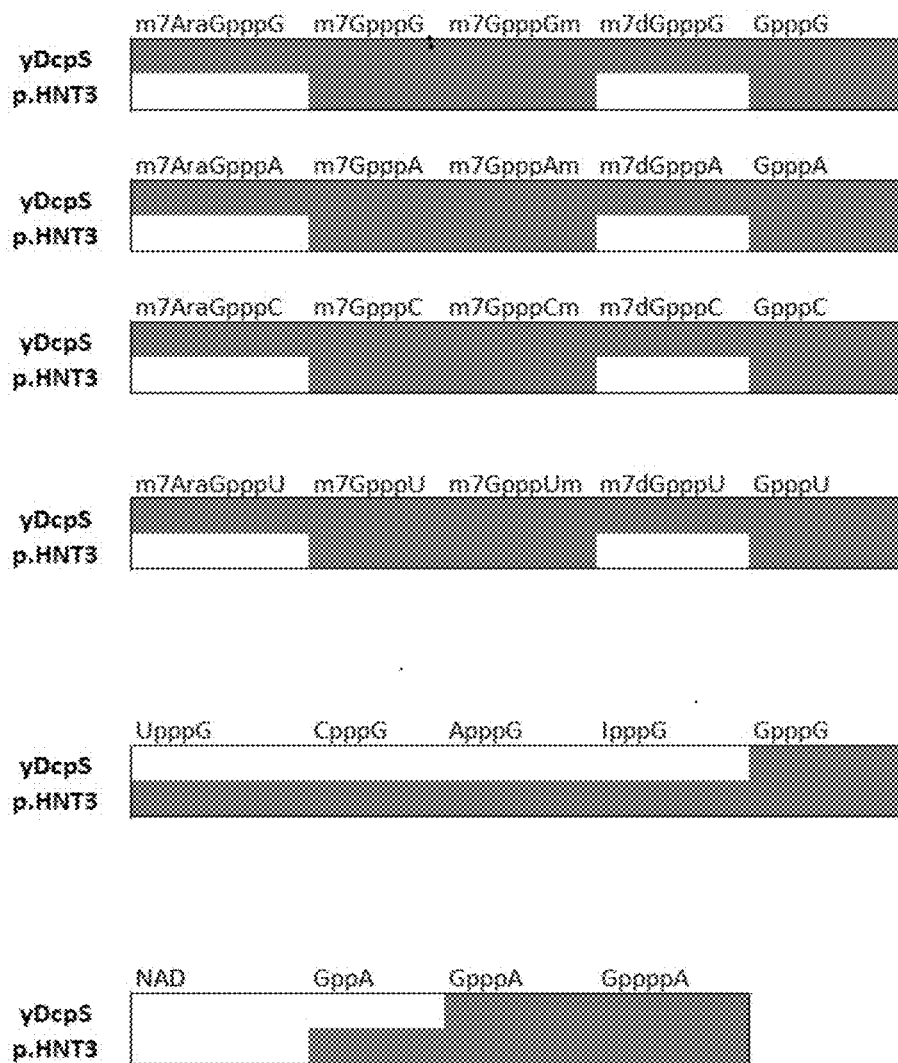 m7AraGpppG m7GpppG m7GpppGm m7dGpppG GpppG
yDcpS
p.HNT3
m7AraGpppA m7GpppA m7GpppAm m7dGpppA GpppA
yDcpS
p.HNT3
m7AraGpppC m7GpppC m7GpppCm m7dGpppC GpppC
yDcpS
p.HNT3
m7AraGpppU m7GpppU m7GpppUm m7dGpppU GpppU
yDcpS
p.HNT3
UpppG CpppG ApppG IpppG GpppG
yDcpS
p.HNT3
NAD GppA GpppA GppppA
yDcpS
p.HNT3